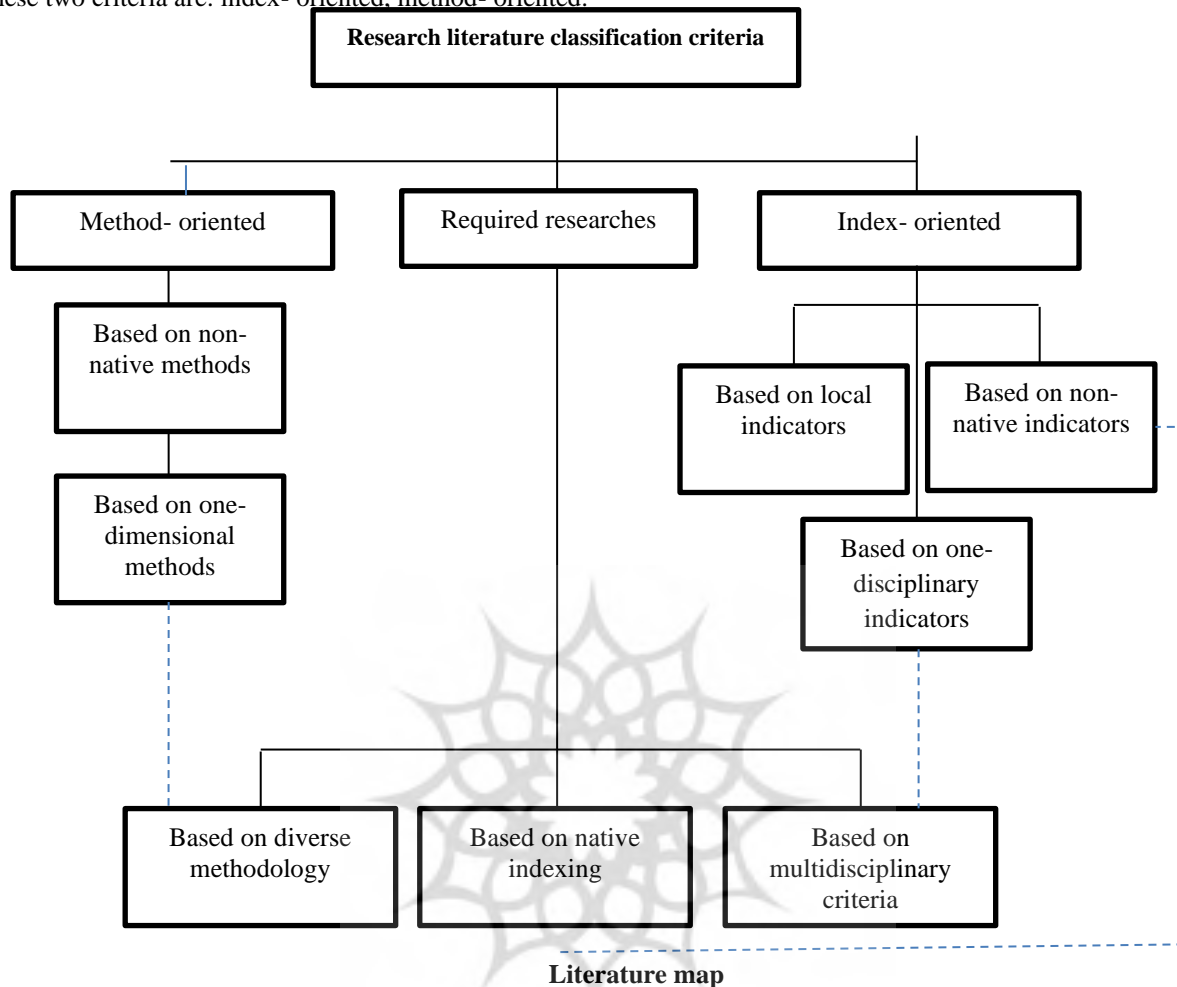 these two criteria are: index- oriented, method- oriented.
Research literature classification criteria
Method- oriented
Required researches
Index- oriented
Based on non-
native methods
Based on local
indicators
Based on non-
native indicators
Based on one-
dimensional
methods
Based on one-
disciplinary
indicators
Based on diverse
methodology
Based on native
indexing
Based on
multidisciplinary
criteria
Literature map